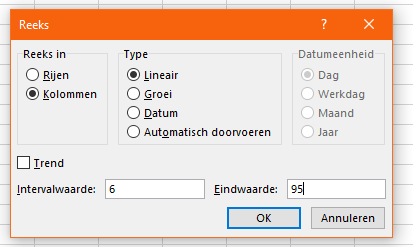 Reeks ? ×
Reeks in
Rijen
Kolommen
Type
Lineair
Groei
Datum
Automatisch doorvoeren
Datumeenheid
Dag
Werkdag
Maand
Jaar
Trend
Intervalwaarde: 6 Eindwaarde: 95
OK Annuleren